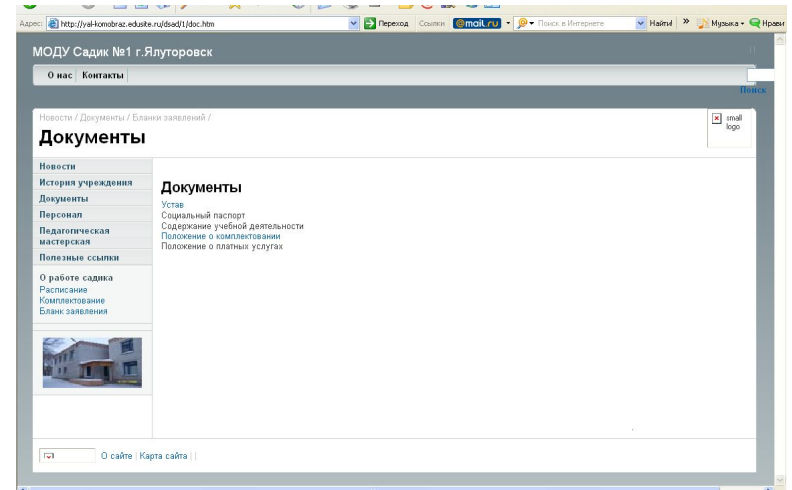 Адрес: http://yal-komobraz.edusite.ru/dsad/1/doc.htm Переход Ссылки @mail.ru Поиск в Интернете Найти! » Музыка Нрави
МОДУ Садик №1 г.Ялуторовск
О нас Контакты
Поиск
Новости / Документы / Бланки заявлений /
Документы
small
logo
Новости
История учреждения
Документы
Персонал
Педагогическая
мастерская
Полезные ссылки
О работе садика
Расписание
Комплектование
Бланк заявления
Документы
Устав
Социальный паспорт
Содержание учебной деятельности
Положение о комплектовании
Положение о платных услугах
О сайте | Карта сайта | |